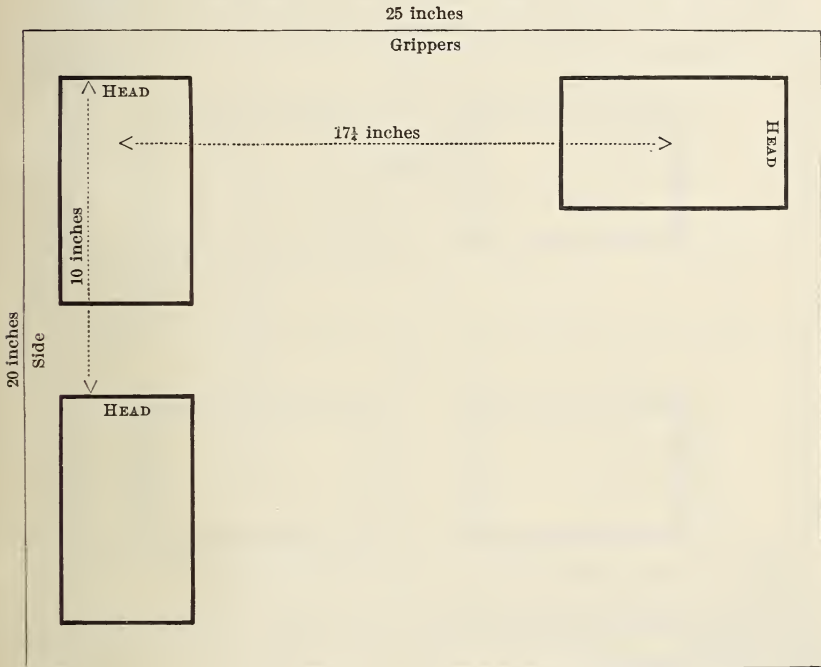 25 inches
Grippers
HEAD
17¼ inches
HEAD
10 inches
20 inches
Side
HEAD